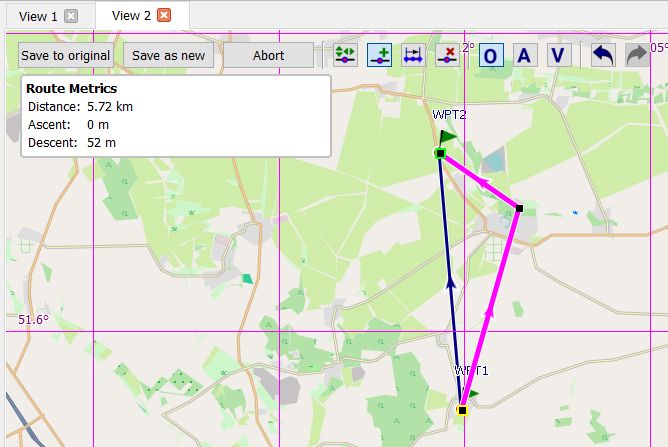 View 1
View 2
Save to original
Save as new
Abort
O
A
V
2°
05°
Route Metrics
Distance: 5.72 km
Ascent: 0 m
Descent: 52 m
WPT2
51.6°
WPT1